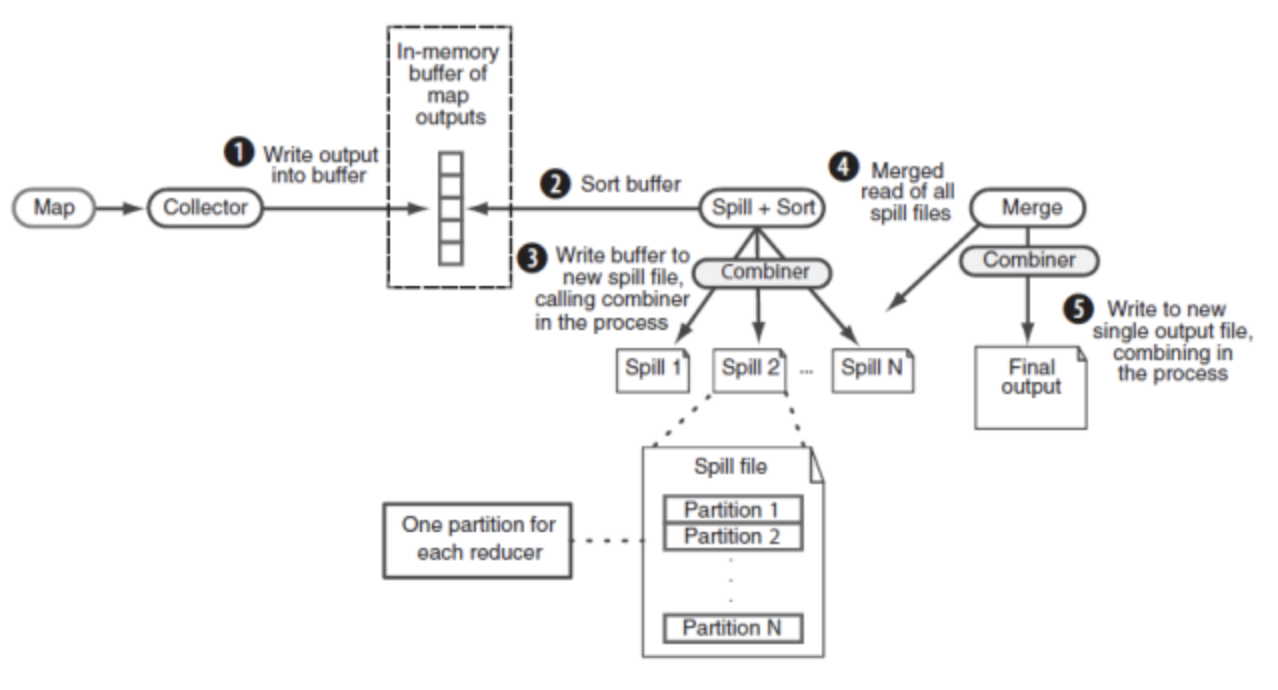 In-memory
buffer of
map
outputs
1 Write output
into buffer
Map
Collector
2 Sort buffer
Spill + Sort
4 Merged
read of all
spill files
Merge
Combiner
3 Write buffer to
new spill file,
calling combiner
in the process
Combiner
5 Write to new
single output file,
combining in
the process
Spill 1
Spill 2
...
Spill N
Final
output
Spill file
Partition 1
Partition 2
.
.
.
Partition N
One partition for
each reducer